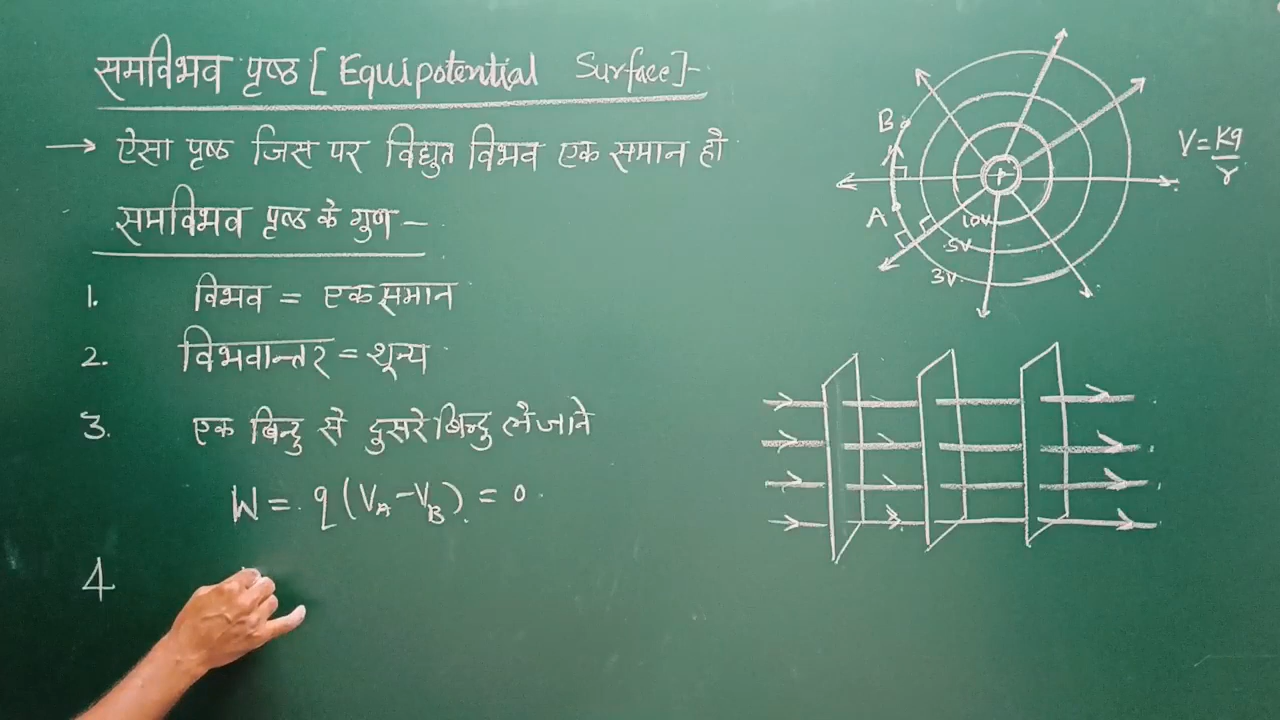 समविभव पृष्ठ [Equipotential Surface]-
→ ऐसा पृष्ठ जिस पर विद्युत विभव एक समान हो
समविभव पृष्ठ के गुण -
1. विभव = एक समान
2. विभवान्तर = शून्य
3. एक बिन्दु से दुसरे बिन्दु ले जाने
W = q(V_A - V_B) = 0.
4
B
A
10V
5V
3V
V = Kq/r